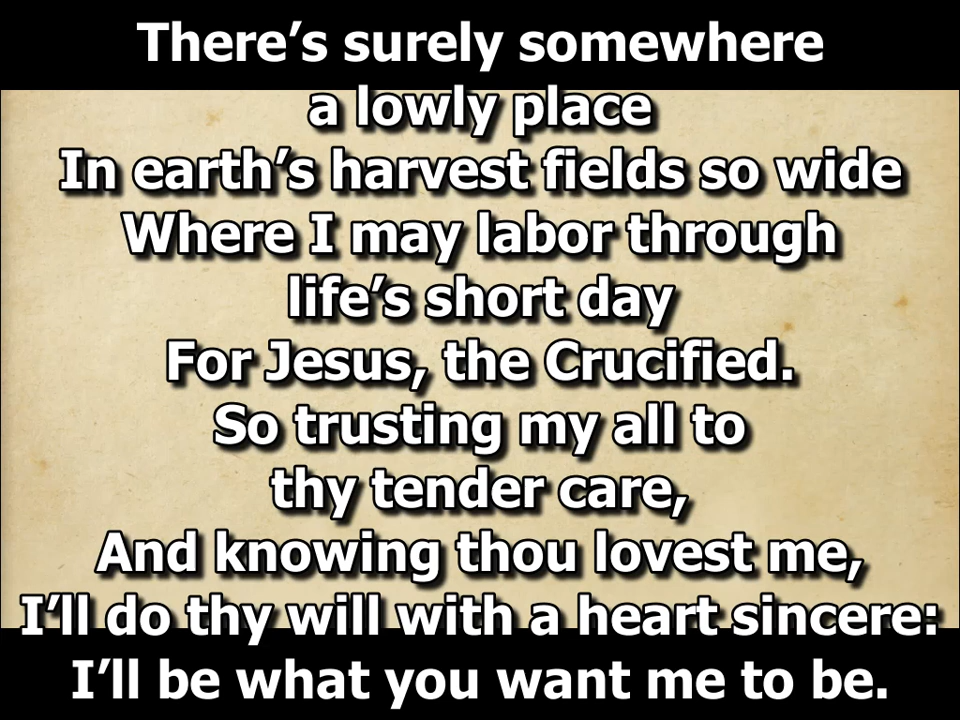 There’s surely somewhere
a lowly place
In earth’s harvest fields so wide
Where I may labor through
life’s short day
For Jesus, the Crucified.
So trusting my all to
thy tender care,
And knowing thou lovest me,
I’ll do thy will with a heart sincere:
I’ll be what you want me to be.